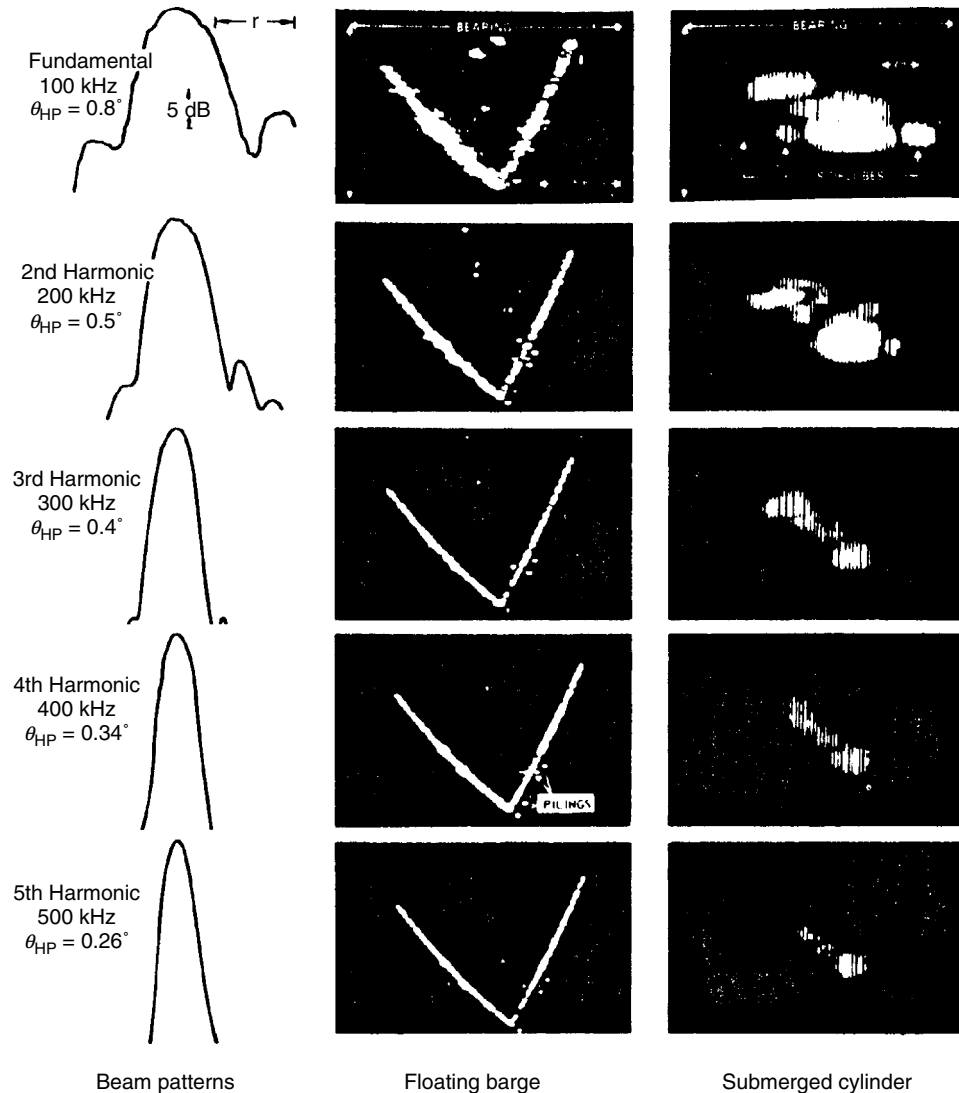 Fundamental
100 kHz
θHP = 0.8°
r
5 dB
BEARING
BEARING
2nd Harmonic
200 kHz
θHP = 0.5°
3rd Harmonic
300 kHz
θHP = 0.4°
4th Harmonic
400 kHz
θHP = 0.34°
PILINGS
5th Harmonic
500 kHz
θHP = 0.26°
Beam patterns
Floating barge
Submerged cylinder